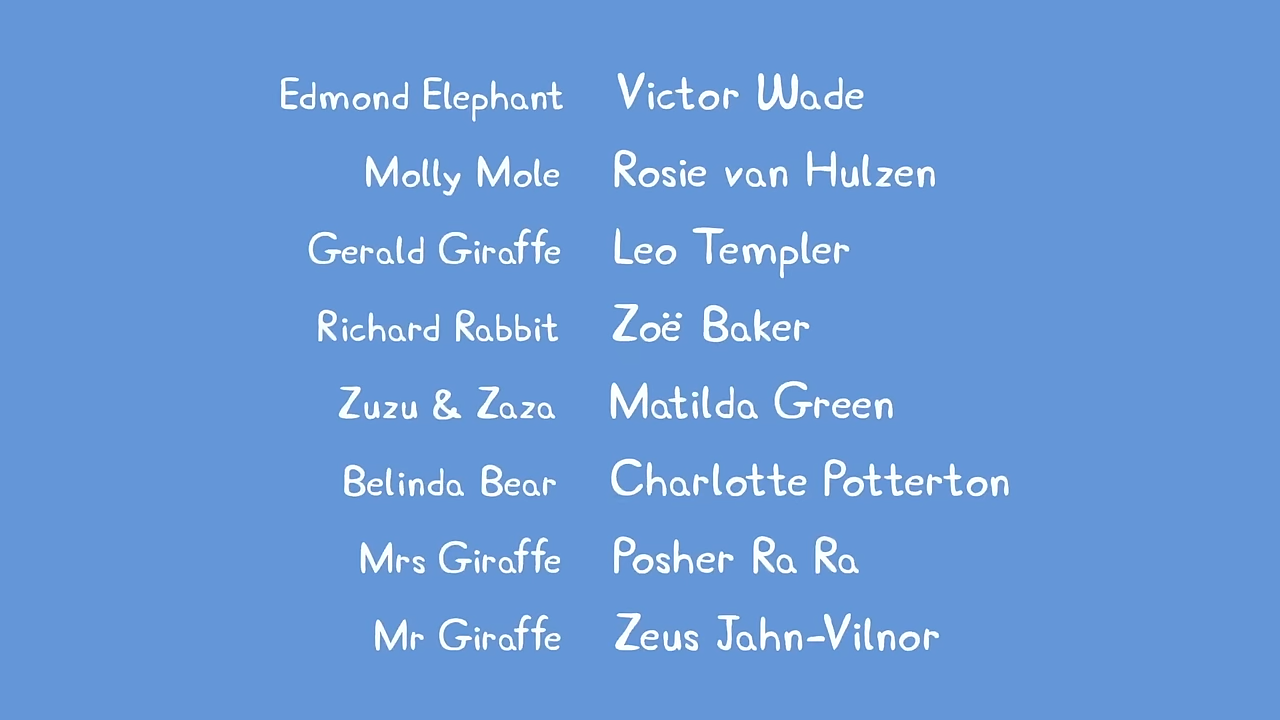 Edmond Elephant Victor Wade
Molly Mole Rosie van Hulzen
Gerald Giraffe Leo Templer
Richard Rabbit Zoë Baker
Zuzu & Zaza Matilda Green
Belinda Bear Charlotte Potterton
Mrs Giraffe Posher Ra Ra
Mr Giraffe Zeus Jahn-Vilnor